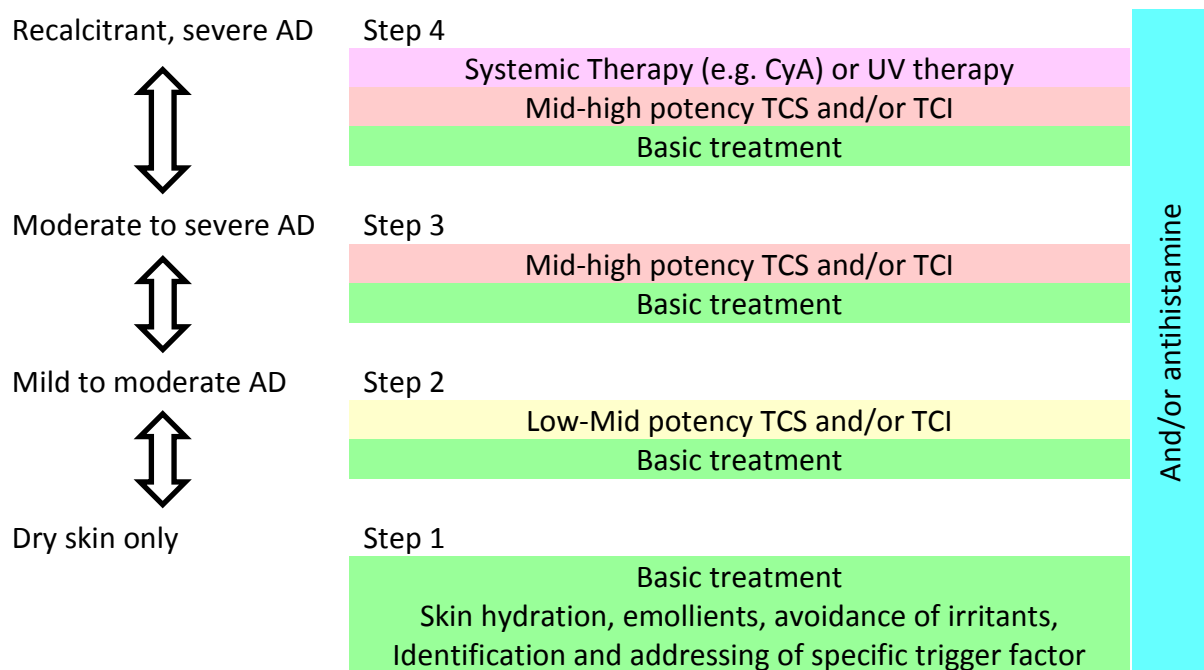 Recalcitrant, severe AD
Step 4
Systemic Therapy (e.g. CyA) or UV therapy
Mid-high potency TCS and/or TCI
Basic treatment
Moderate to severe AD
Step 3
Mid-high potency TCS and/or TCI
Basic treatment
Mild to moderate AD
Step 2
Low-Mid potency TCS and/or TCI
Basic treatment
Dry skin only
Step 1
Basic treatment
Skin hydration, emollients, avoidance of irritants,
Identification and addressing of specific trigger factor
And/or antihistamine